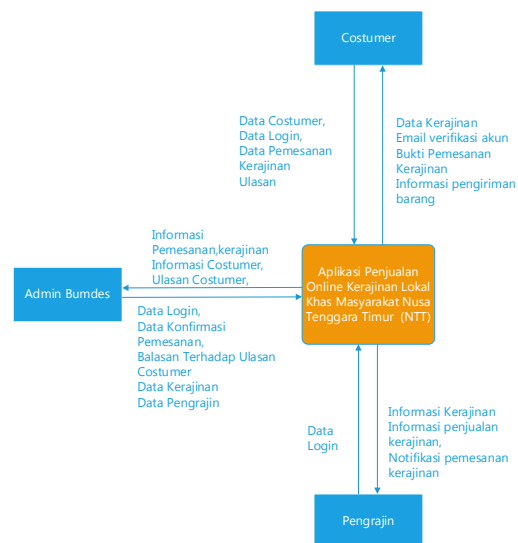 Costumer
Data Costumer,
Data Login,
Data Pemesanan
Kerajinan
Ulasan
Data Kerajinan
Email verifikasi akun
Bukti Pemesanan
Kerajinan
Informasi pengiriman
barang
Informasi
Pemesanan,kerajinan
Informasi Costumer,
Ulasan Costumer,
Admin Bumdes
Aplikasi Penjualan
Online Kerajinan Lokal
Khas Masyarakat Nusa
Tenggara Timur (NTT)
Data Login,
Data Konfirmasi
Pemesanan,
Balasan Terhadap Ulasan
Costumer
Data Kerajinan
Data Pengrajin
Data
Login
Informasi Kerajinan
Informasi penjualan
kerajinan,
Notifikasi pemesanan
kerajinan
Pengrajin